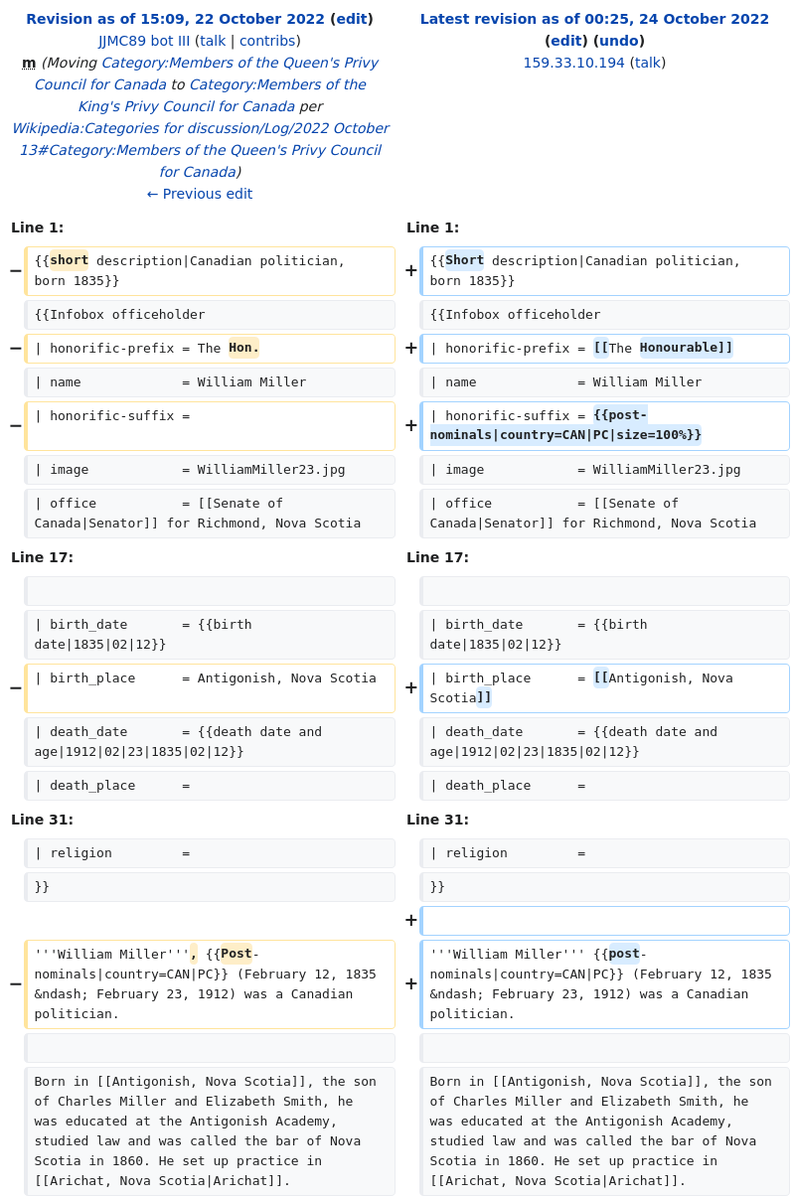 Revision as of 15:09, 22 October 2022 (edit)
JJMC89 bot III (talk | contribs)
m (Moving Category:Members of the Queen's Privy
Council for Canada to Category:Members of the
King's Privy Council for Canada per
Wikipedia:Categories for discussion/Log/2022 October
13#Category:Members of the Queen's Privy Council
for Canada)
← Previous edit
Latest revision as of 00:25, 24 October 2022
(edit) (undo)
159.33.10.194 (talk)
Line 1:
Line 1:
− {{short description|Canadian politician,
born 1835}}
+ {{Short description|Canadian politician,
born 1835}}
{{Infobox officeholder
{{Infobox officeholder
− | honorific-prefix = The Hon.
+ | honorific-prefix = [[The Honourable]]
| name = William Miller
| name = William Miller
− | honorific-suffix =
+ | honorific-suffix = {{post-
nominals|country=CAN|PC|size=100%}}
| image = WilliamMiller23.jpg
| image = WilliamMiller23.jpg
| office = [[Senate of
Canada|Senator]] for Richmond, Nova Scotia
| office = [[Senate of
Canada|Senator]] for Richmond, Nova Scotia
Line 17:
Line 17:
| birth_date = {{birth
date|1835|02|12}}
| birth_date = {{birth
date|1835|02|12}}
− | birth_place = Antigonish, Nova Scotia
+ | birth_place = [[Antigonish, Nova
Scotia]]
| death_date = {{death date and
age|1912|02|23|1835|02|12}}
| death_date = {{death date and
age|1912|02|23|1835|02|12}}
| death_place =
| death_place =
Line 31:
Line 31:
| religion =
| religion =
}}
}}
+
− '''William Miller''', {{Post-
nominals|country=CAN|PC}} (February 12, 1835
&ndash; February 23, 1912) was a Canadian
politician.
+ '''William Miller''' {{post-
nominals|country=CAN|PC}} (February 12, 1835
&ndash; February 23, 1912) was a Canadian
politician.
Born in [[Antigonish, Nova Scotia]], the son
of Charles Miller and Elizabeth Smith, he
was educated at the Antigonish Academy,
studied law and was called the bar of Nova
Scotia in 1860. He set up practice in
[[Arichat, Nova Scotia|Arichat]].
Born in [[Antigonish, Nova Scotia]], the son
of Charles Miller and Elizabeth Smith, he
was educated at the Antigonish Academy,
studied law and was called the bar of Nova
Scotia in 1860. He set up practice in
[[Arichat, Nova Scotia|Arichat]].